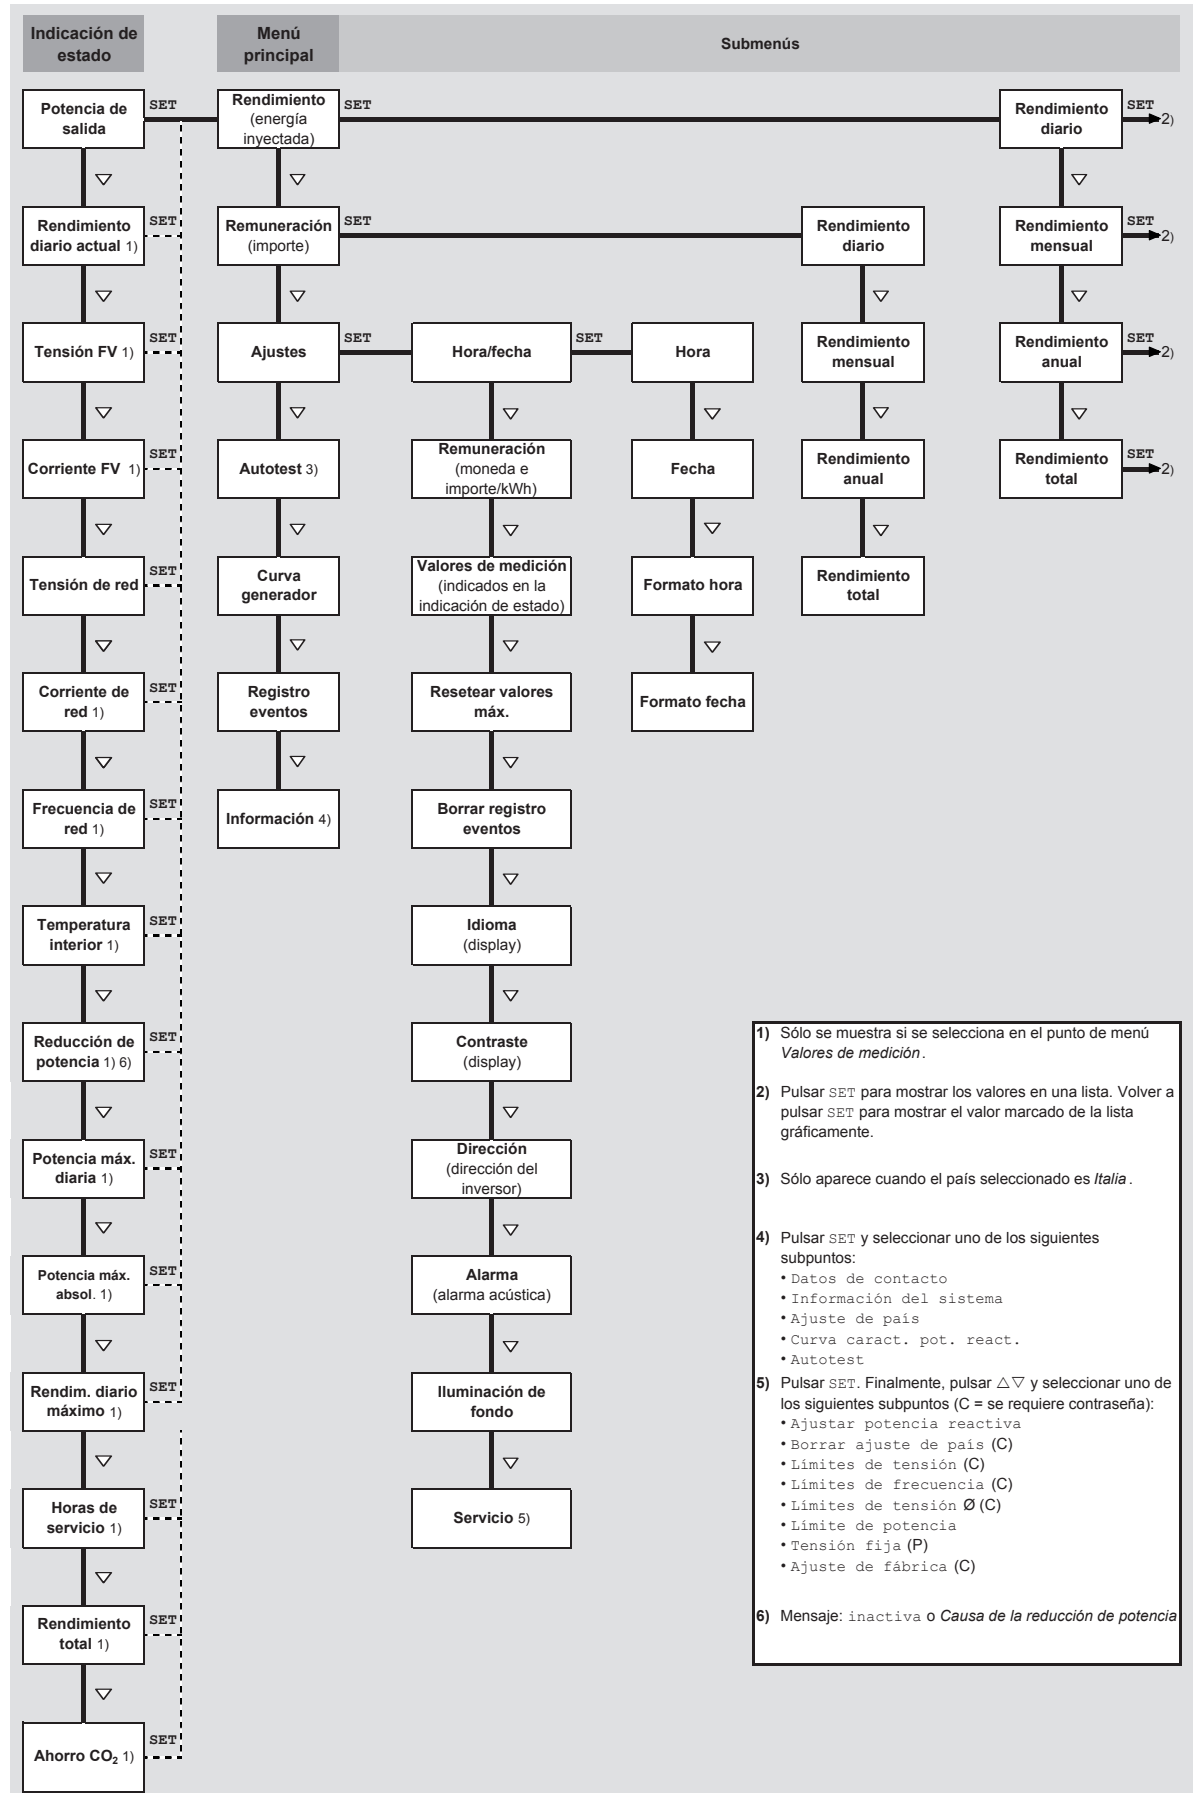 Indicación de
estado
Menú
principal
Submenús
Potencia de
salida
SET
Rendimiento
(energía
inyectada)
SET
Rendimiento
diario
SET
2)
Rendimiento
diario actual 1)
SET
Remuneración
(importe)
SET
Rendimiento
diario
Rendimiento
mensual
SET
2)
Tensión FV 1)
SET
Ajustes
SET
Hora/fecha
SET
Hora
Rendimiento
mensual
Rendimiento
anual
SET
2)
Corriente FV 1)
SET
Autotest 3)
Remuneración
(moneda e
importe/kWh)
Fecha
Rendimiento
anual
Rendimiento
total
SET
2)
Tensión de red
SET
Curva
generador
Valores de medición
(indicados en la
indicación de estado)
Formato hora
Rendimiento
total
Corriente de
red 1)
SET
Registro
eventos
Resetear valores
máx.
Formato fecha
Frecuencia de
red 1)
SET
Información 4)
Borrar registro
eventos
Temperatura
interior 1)
SET
Idioma
(display)
Reducción de
potencia 1) 6)
SET
Contraste
(display)
Potencia máx.
diaria 1)
SET
Dirección
(dirección del
inversor)
Potencia máx.
absol. 1)
SET
Alarma
(alarma acústica)
Rendim. diario
máximo 1)
SET
Iluminación de
fondo
Horas de
servicio 1)
SET
Servicio 5)
Rendimiento
total 1)
SET
Ahorro CO₂ 1)
SET
1) Sólo se muestra si se selecciona en el punto de menú
Valores de medición.
2) Pulsar SET para mostrar los valores en una lista. Volver a
pulsar SET para mostrar el valor marcado de la lista
gráficamente.
3) Sólo aparece cuando el país seleccionado es Italia.
4) Pulsar SET y seleccionar uno de los siguientes
subpuntos:
• Datos de contacto
• Información del sistema
• Ajuste de país
• Curva caract. pot. react.
• Autotest
5) Pulsar SET. Finalmente, pulsar △▽ y seleccionar uno de
los siguientes subpuntos (C = se requiere contraseña):
• Ajustar potencia reactiva
• Borrar ajuste de país (C)
• Límites de tensión (C)
• Límites de frecuencia (C)
• Límites de tensión Ø (C)
• Límite de potencia
• Tensión fija (P)
• Ajuste de fábrica (C)
6) Mensaje: inactiva o Causa de la reducción de potencia